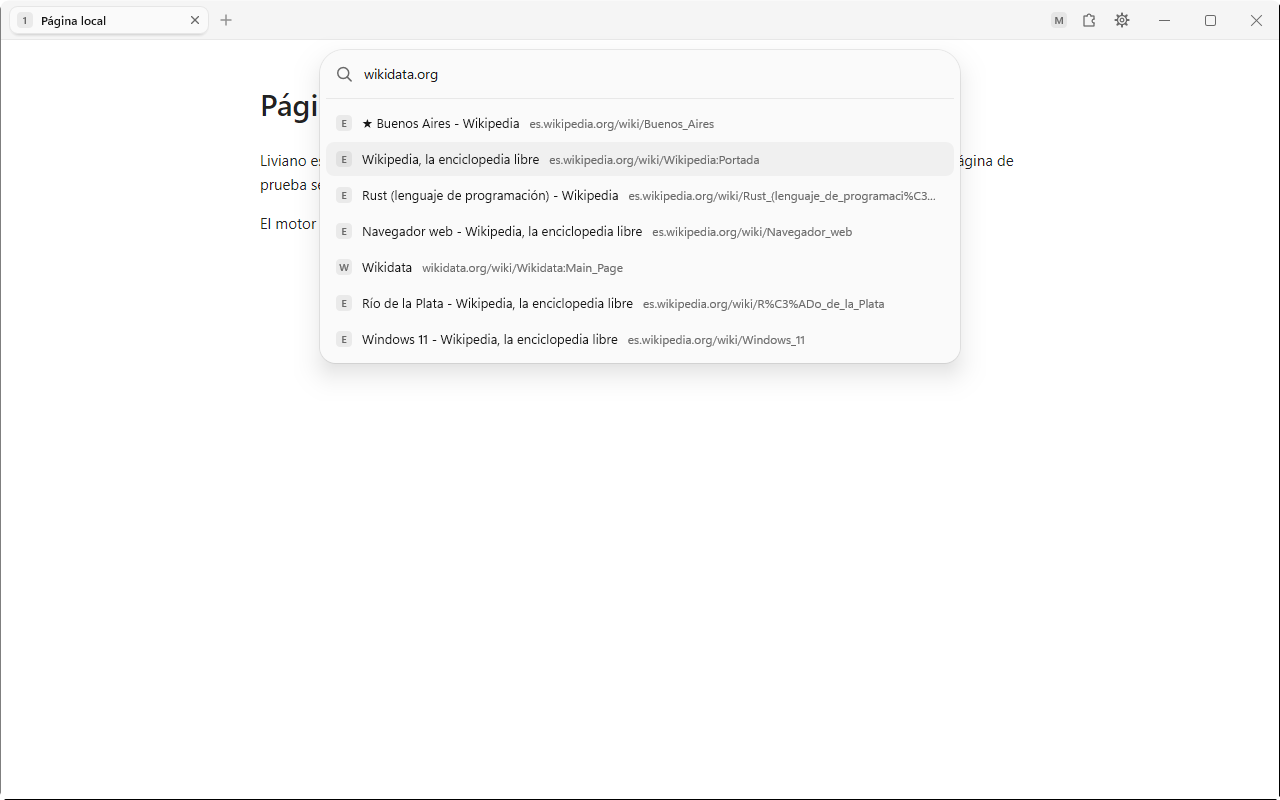 1 Página local
M
wikidata.org
Pági
Liviano es
ágina de
prueba se
El motor
E ★ Buenos Aires - Wikipedia es.wikipedia.org/wiki/Buenos_Aires
E Wikipedia, la enciclopedia libre es.wikipedia.org/wiki/Wikipedia:Portada
E Rust (lenguaje de programación) - Wikipedia es.wikipedia.org/wiki/Rust_(lenguaje_de_programaci%C3...
E Navegador web - Wikipedia, la enciclopedia libre es.wikipedia.org/wiki/Navegador_web
W Wikidata wikidata.org/wiki/Wikidata:Main_Page
E Río de la Plata - Wikipedia, la enciclopedia libre es.wikipedia.org/wiki/R%C3%ADo_de_la_Plata
E Windows 11 - Wikipedia, la enciclopedia libre es.wikipedia.org/wiki/Windows_11